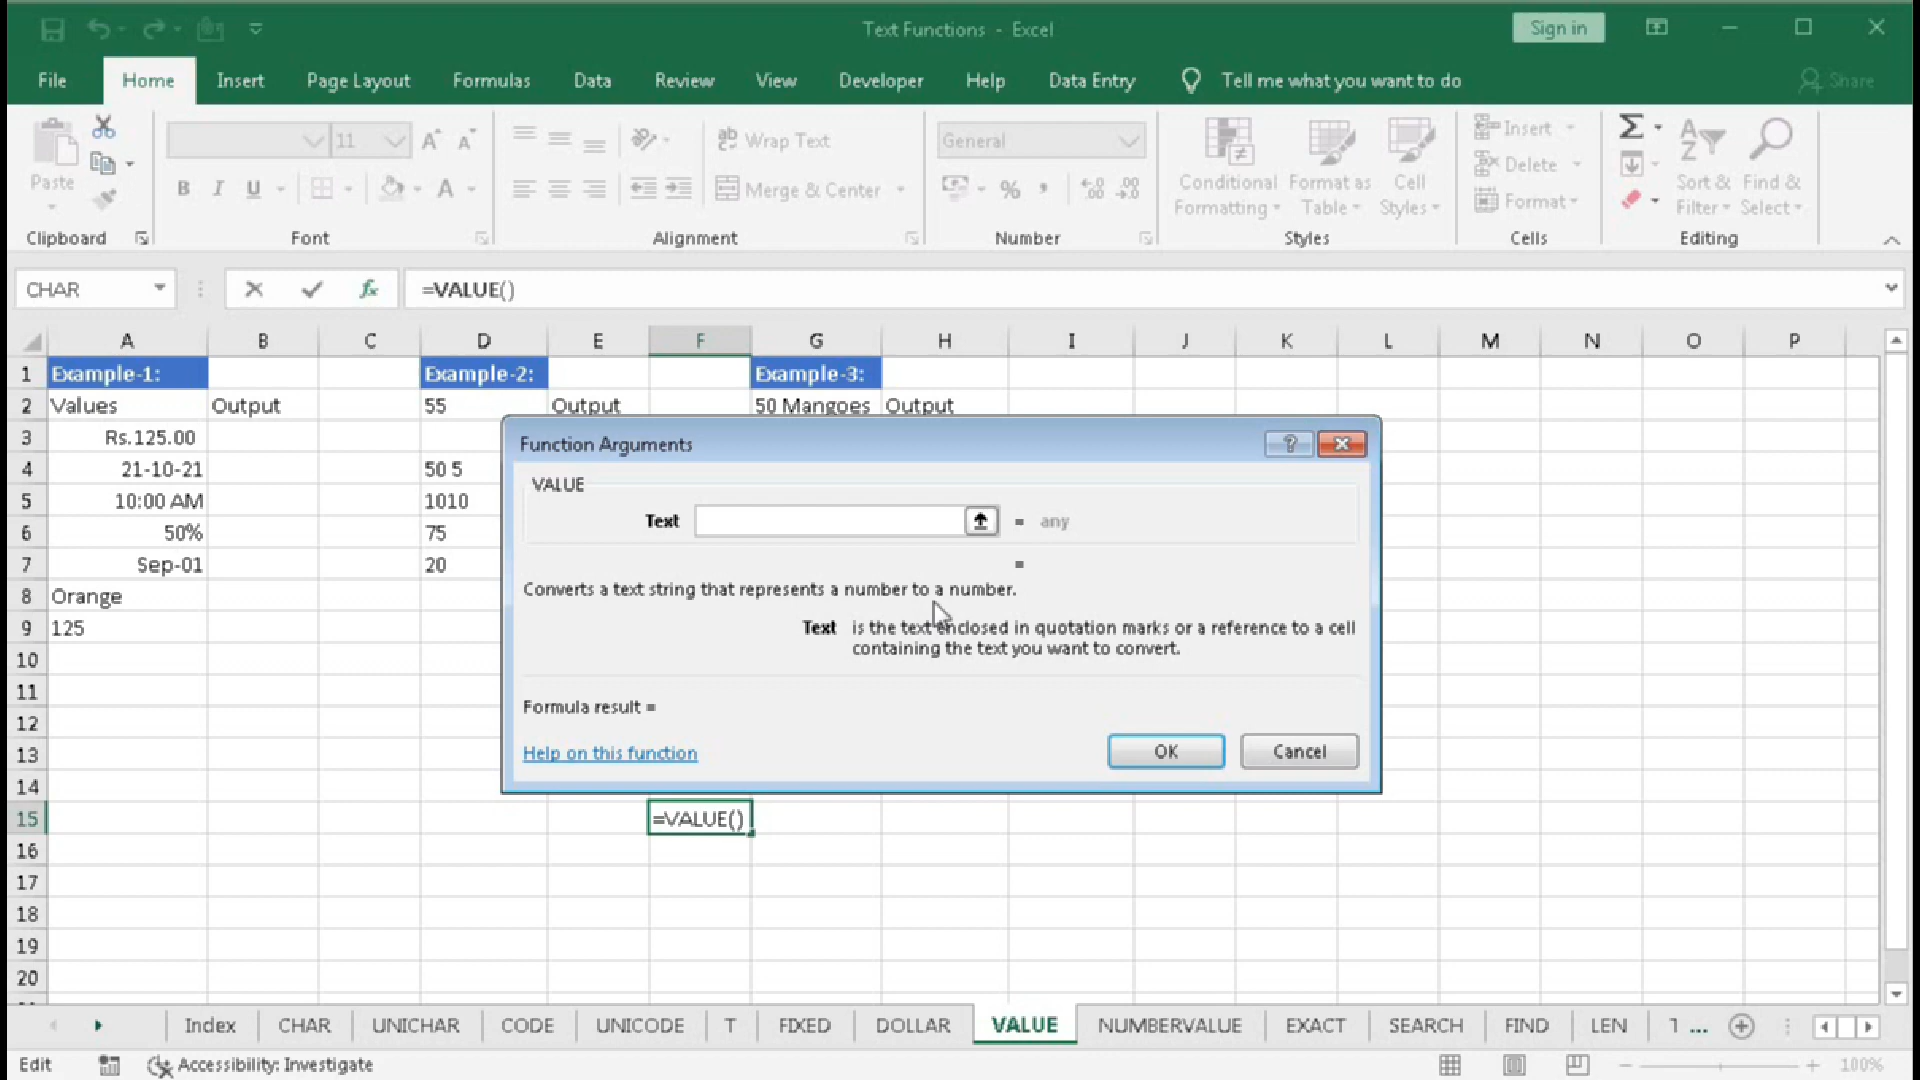 Text Functions - Excel
Sign in
File Home Insert Page Layout Formulas Data Review View Developer Help Data Entry Tell me what you want to do Share
Paste
Clipboard
11
B I U
Font
Wrap Text
Merge & Center
Alignment
General
Number
Conditional Formatting
Format as Table
Cell Styles
Styles
Insert
Delete
Format
Cells
Sort & Filter
Find & Select
Editing
CHAR
=VALUE()
A B C D E F G H I J K L M N O P
1 Example-1: Example-2: Example-3:
2 Values Output 55 Output 50 Mangoes Output
3 Rs.125.00
4 21-10-21 50 5
5 10:00 AM 1010
6 50% 75
7 Sep-01 20
8 Orange
9 125
10
11
12
13
14
15 =VALUE()
16
17
18
19
20
Function Arguments
VALUE
Text = any
=
Converts a text string that represents a number to a number.
Text is the text enclosed in quotation marks or a reference to a cell
containing the text you want to convert.
Formula result =
Help on this function
OK Cancel
Index CHAR UNICHAR CODE UNICODE T FIXED DOLLAR VALUE NUMBERVALUE EXACT SEARCH FIND LEN ...
Edit Accessibility: Investigate 100%